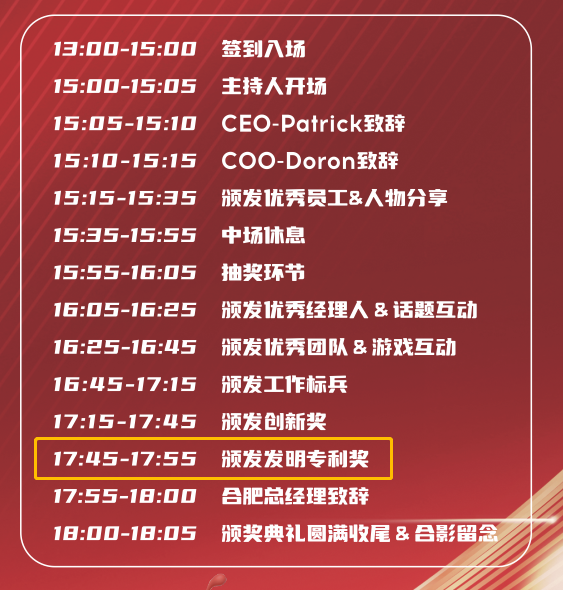 13:00-15:00 签到入场
15:00-15:05 主持人开场
15:05-15:10 CEO-Patrick致辞
15:10-15:15 COO-Doron致辞
15:15-15:35 颁发优秀员工&人物分享
15:35-15:55 中场休息
15:55-16:05 抽奖环节
16:05-16:25 颁发优秀经理人 & 话题互动
16:25-16:45 颁发优秀团队 & 游戏互动
16:45-17:15 颁发工作标兵
17:15-17:45 颁发创新奖
17:45-17:55 颁发发明专利奖
17:55-18:00 合肥总经理致辞
18:00-18:05 颁奖典礼圆满收尾 & 合影留念